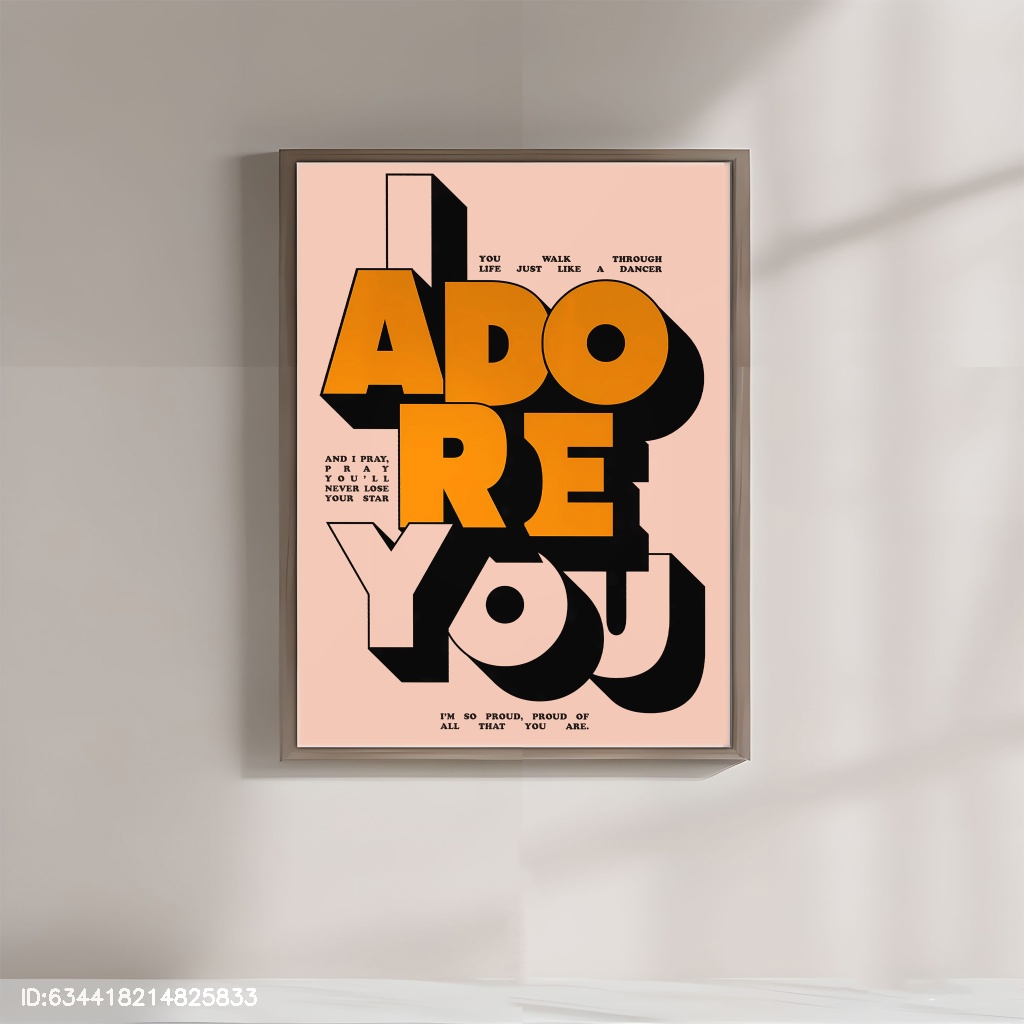 I
YOU WALK THROUGH
LIFE JUST LIKE A DANCER
ADO
RE
AND I PRAY,
PRAY
YOU'LL
NEVER LOSE
YOUR STAR
YOU
I'M SO PROUD, PROUD OF
ALL THAT YOU ARE.
ID:634418214825833